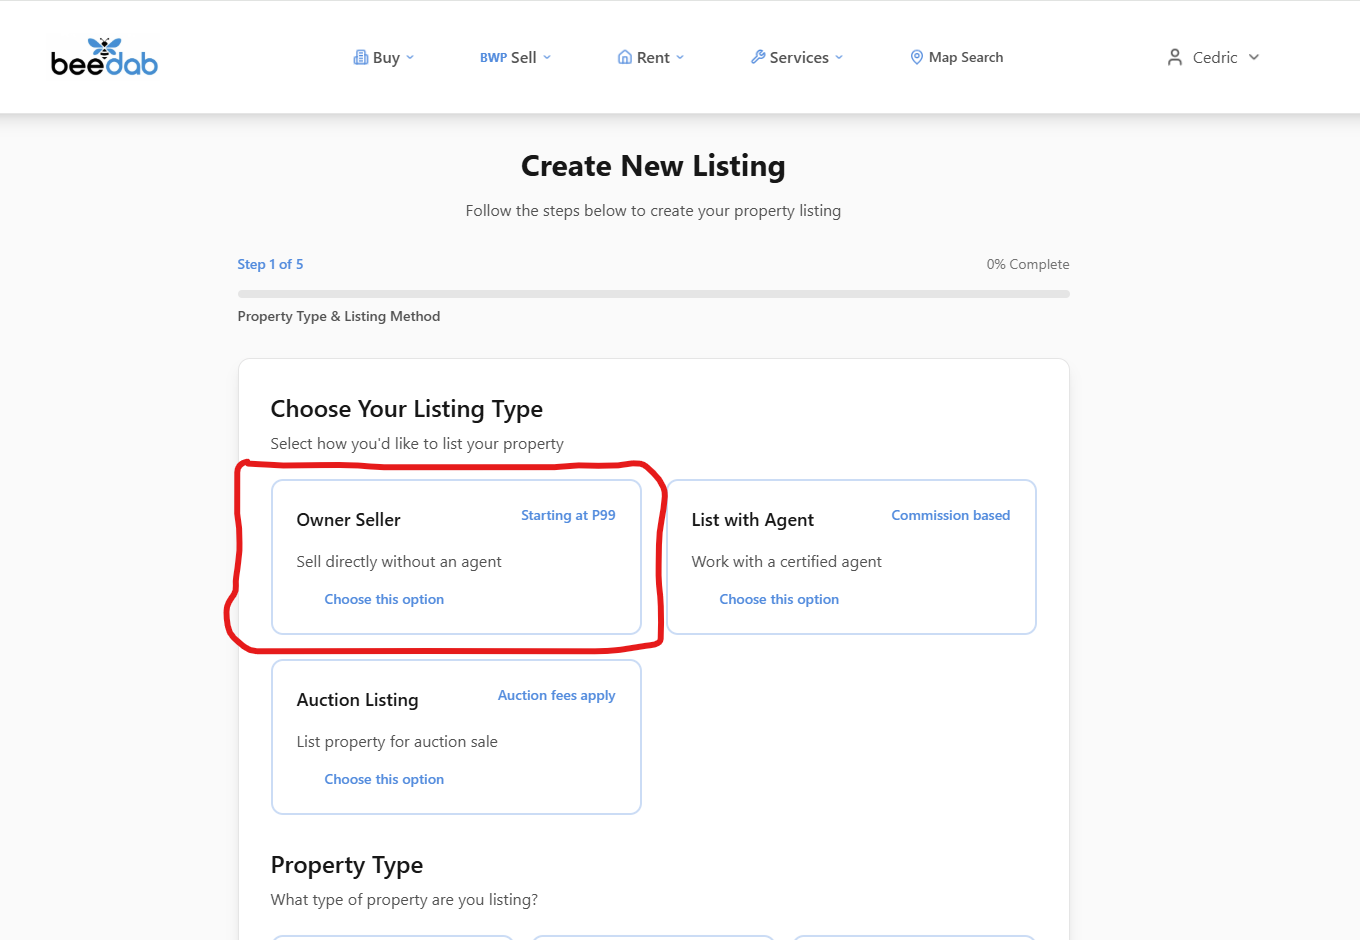 beedab
Buy
BWP Sell
Rent
Services
Map Search
Cedric
Create New Listing
Follow the steps below to create your property listing
Step 1 of 5
0% Complete
Property Type & Listing Method
Choose Your Listing Type
Select how you'd like to list your property
Owner Seller
Starting at P99
Sell directly without an agent
Choose this option
List with Agent
Commission based
Work with a certified agent
Choose this option
Auction Listing
Auction fees apply
List property for auction sale
Choose this option
Property Type
What type of property are you listing?